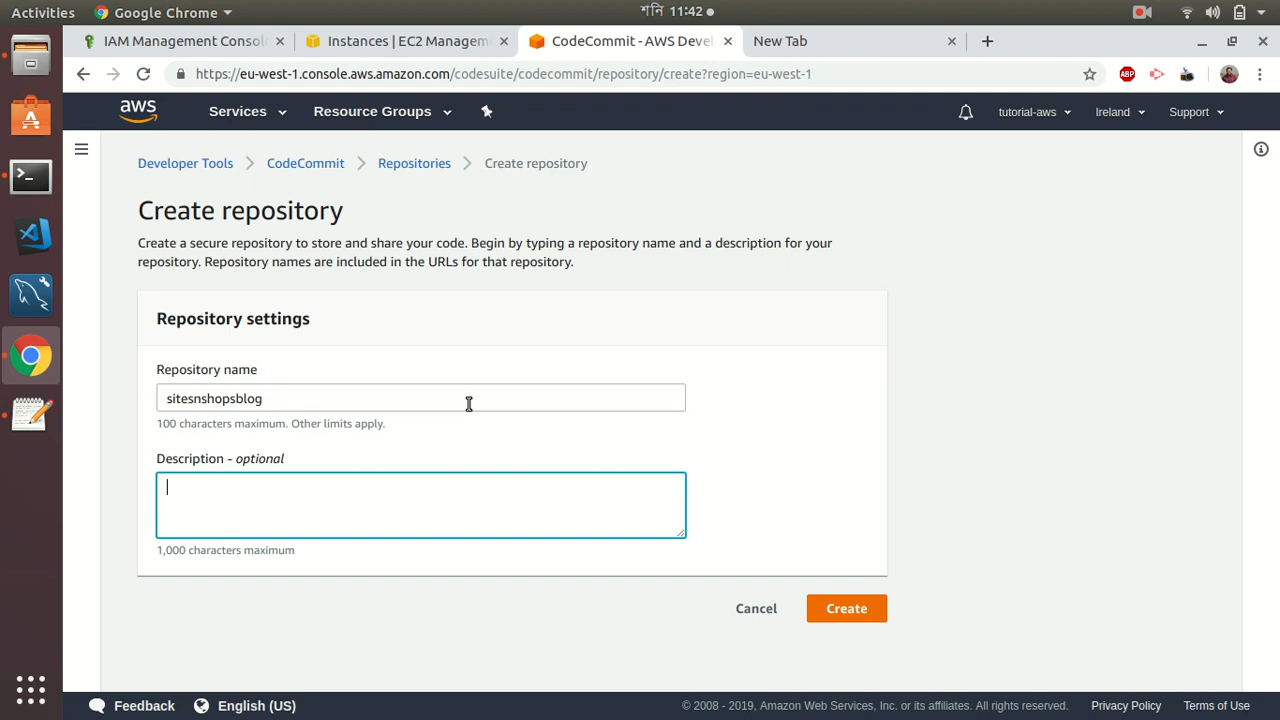 Activities
Google Chrome
শনি 11:42
IAM Management Consol
Instances | EC2 Managem
CodeCommit - AWS Deve
New Tab
https://eu-west-1.console.aws.amazon.com/codesuite/codecommit/repository/create?region=eu-west-1
ABP
aws
Services
Resource Groups
tutorial-aws
Ireland
Support
Developer Tools
CodeCommit
Repositories
Create repository
Create repository
Create a secure repository to store and share your code. Begin by typing a repository name and a description for your
repository. Repository names are included in the URLs for that repository.
Repository settings
Repository name
sitesnshopsblog
100 characters maximum. Other limits apply.
Description - optional
1,000 characters maximum
Cancel
Create
Feedback
English (US)
© 2008 - 2019, Amazon Web Services, Inc. or its affiliates. All rights reserved.
Privacy Policy
Terms of Use